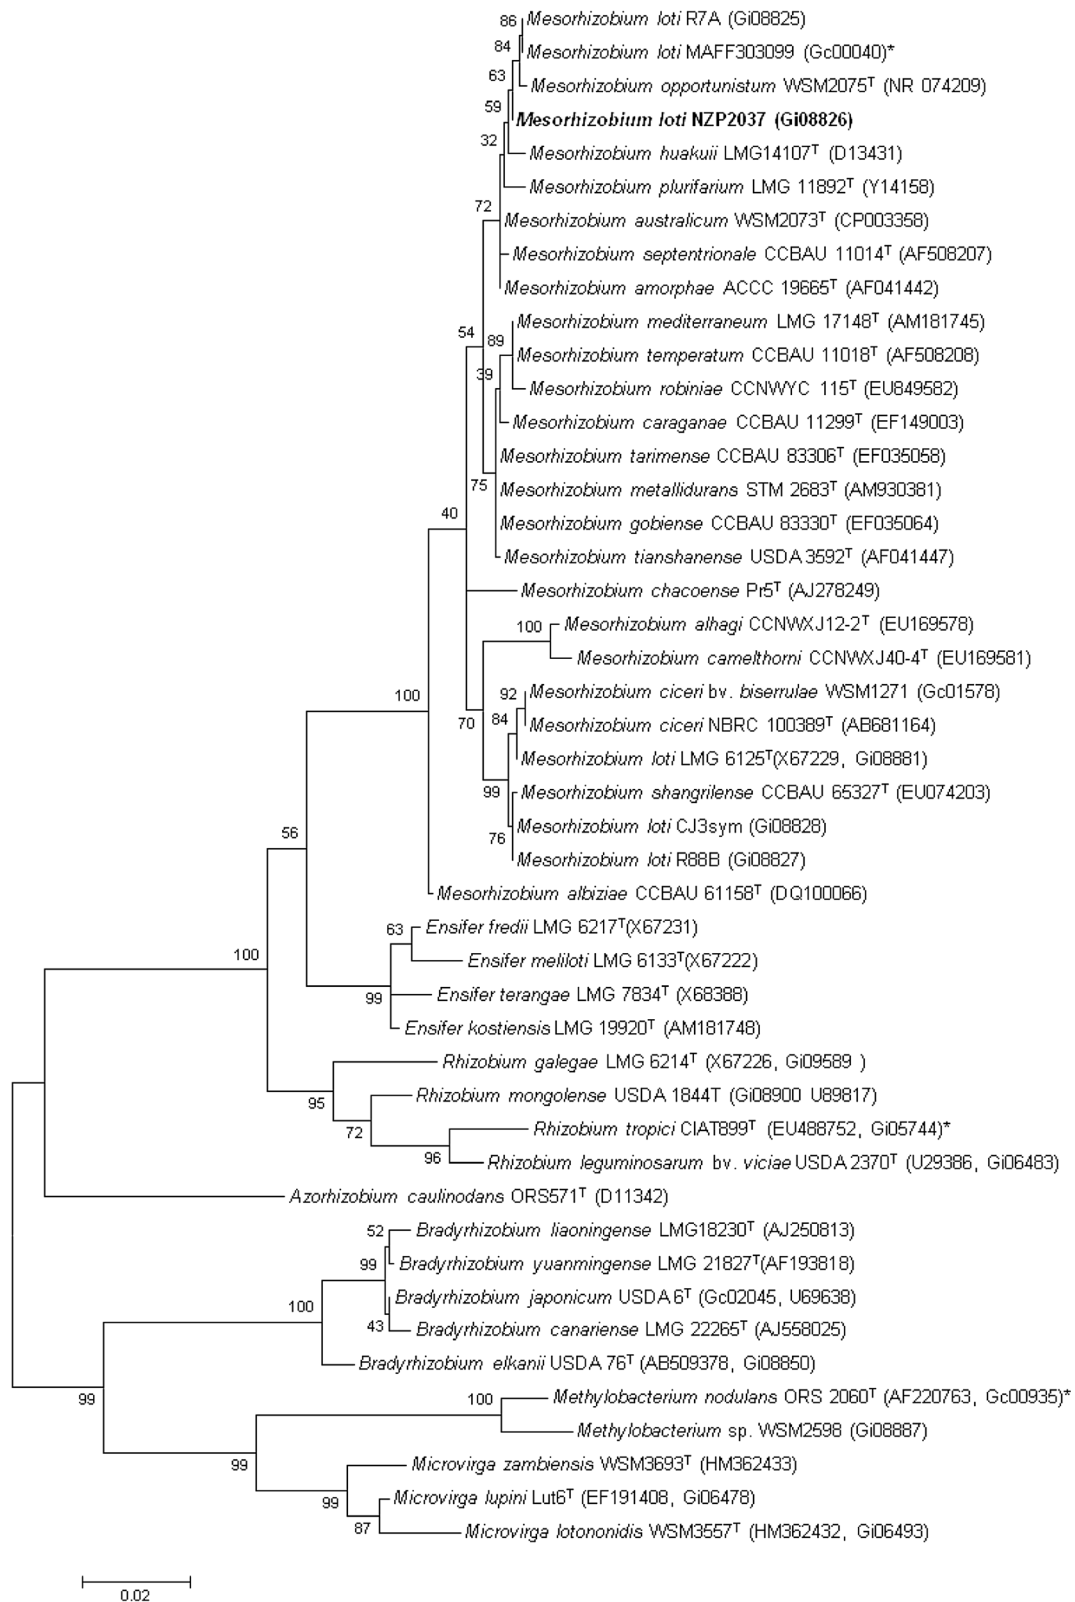 86 Mesorhizobium loti R7A (Gi08825)
84 Mesorhizobium loti MAFF303099 (Gc00040)*
63 Mesorhizobium opportunistum WSM2075ᵀ (NR 074209)
59 Mesorhizobium loti NZP2037 (Gi08826)
32 Mesorhizobium huakuii LMG14107ᵀ (D13431)
Mesorhizobium plurifarium LMG 11892ᵀ (Y14158)
72 Mesorhizobium australicum WSM2073ᵀ (CP003358)
Mesorhizobium septentrionale CCBAU 11014ᵀ (AF508207)
Mesorhizobium amorphae ACCC 19665ᵀ (AF041442)
Mesorhizobium mediterraneum LMG 17148ᵀ (AM181745)
54 89 Mesorhizobium temperatum CCBAU 11018ᵀ (AF508208)
39 Mesorhizobium robiniae CCNWYC 115ᵀ (EU849582)
Mesorhizobium caraganae CCBAU 11299ᵀ (EF149003)
Mesorhizobium tarimense CCBAU 83306ᵀ (EF035058)
75 Mesorhizobium metallidurans STM 2683ᵀ (AM930381)
40 Mesorhizobium gobiense CCBAU 83330ᵀ (EF035064)
Mesorhizobium tianshanense USDA 3592ᵀ (AF041447)
Mesorhizobium chacoense Pr5ᵀ (AJ278249)
100 Mesorhizobium alhagi CCNWXJ12-2ᵀ (EU169578)
Mesorhizobium camelthorni CCNWXJ40-4ᵀ (EU169581)
100 92 Mesorhizobium ciceri bv. biserrulae WSM1271 (Gc01578)
70 84 Mesorhizobium ciceri NBRC 100389ᵀ (AB681164)
Mesorhizobium loti LMG 6125ᵀ(X67229, Gi08881)
99 Mesorhizobium shangrilense CCBAU 65327ᵀ (EU074203)
56 76 Mesorhizobium loti CJ3sym (Gi08828)
Mesorhizobium loti R88B (Gi08827)
Mesorhizobium albiziae CCBAU 61158ᵀ (DQ100066)
63 Ensifer fredii LMG 6217ᵀ(X67231)
100 Ensifer meliloti LMG 6133ᵀ(X67222)
99 Ensifer terangae LMG 7834ᵀ (X68388)
Ensifer kostiensis LMG 19920ᵀ (AM181748)
Rhizobium galegae LMG 6214ᵀ (X67226, Gi09589 )
95 Rhizobium mongolense USDA 1844T (Gi08900 U89817)
72 Rhizobium tropici CIAT899ᵀ (EU488752, Gi05744)*
96 Rhizobium leguminosarum bv. viciae USDA 2370ᵀ (U29386, Gi06483)
Azorhizobium caulinodans ORS571ᵀ (D11342)
52 Bradyrhizobium liaoningense LMG18230ᵀ (AJ250813)
99 Bradyrhizobium yuanmingense LMG 21827ᵀ(AF193818)
100 Bradyrhizobium japonicum USDA 6ᵀ (Gc02045, U69638)
43 Bradyrhizobium canariense LMG 22265ᵀ (AJ558025)
Bradyrhizobium elkanii USDA 76ᵀ (AB509378, Gi08850)
99 100 Methylobacterium nodulans ORS 2060ᵀ (AF220763, Gc00935)*
Methylobacterium sp. WSM2598 (Gi08887)
99 Microvirga zambiensis WSM3693ᵀ (HM362433)
99 Microvirga lupini Lut6ᵀ (EF191408, Gi06478)
87 Microvirga lotononidis WSM3557ᵀ (HM362432, Gi06493)
0.02